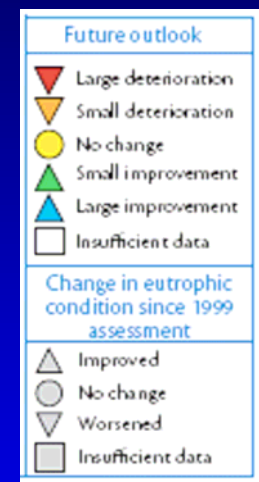 Future outlook
Large deterioration
Small deterioration
No change
Small improvement
Large improvement
Insufficient data
Change in eutrophic
condition since 1999
assessment
Improved
No change
Worsened
Insufficient data